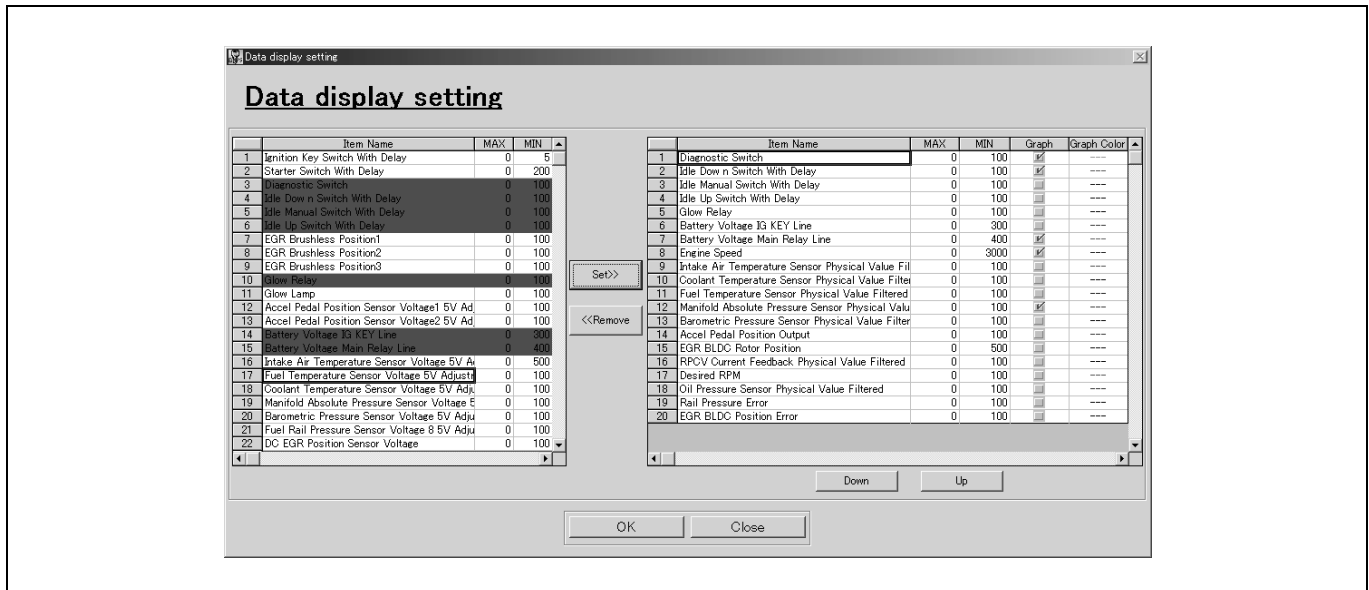 Data display setting
Data display setting
Item Name MAX MIN
1 Ignition Key Switch With Delay 0 5
2 Starter Switch With Delay 0 200
3 Diagnostic Switch 0 100
4 Idle Dow n Switch With Delay 0 100
5 Idle Manual Switch With Delay 0 100
6 Idle Up Switch With Delay 0 100
7 EGR Brushless Position1 0 100
8 EGR Brushless Position2 0 100
9 EGR Brushless Position3 0 100
10 Glow Relay 0 100
11 Glow Lamp 0 100
12 Accel Pedal Position Sensor Voltage1 5V Ad 0 100
13 Accel Pedal Position Sensor Voltage2 5V Ad 0 100
14 Battery Voltage IG KEY Line 0 300
15 Battery Voltage Main Relay Line 0 400
16 Intake Air Temperature Sensor Voltage 5V A 0 500
17 Fuel Temperature Sensor Voltage 5V Adjustr 0 100
18 Coolant Temperature Sensor Voltage 5V Adju 0 100
19 Manifold Absolute Pressure Sensor Voltage 5 0 100
20 Barometric Pressure Sensor Voltage 5V Adju 0 100
21 Fuel Rail Pressure Sensor Voltage 8 5V Adju 0 100
22 DC EGR Position Sensor Voltage 0 100
Set>>
<<Remove
Item Name MAX MIN Graph Graph Color
1 Diagnostic Switch 0 100 ---
2 Idle Dow n Switch With Delay 0 100 ---
3 Idle Manual Switch With Delay 0 100 ---
4 Idle Up Switch With Delay 0 100 ---
5 Glow Relay 0 100 ---
6 Battery Voltage IG KEY Line 0 300 ---
7 Battery Voltage Main Relay Line 0 400 ---
8 Engine Speed 0 3000 ---
9 Intake Air Temperature Sensor Physical Value Fil 0 100 ---
10 Coolant Temperature Sensor Physical Value Filte 0 100 ---
11 Fuel Temperature Sensor Physical Value Filtered 0 100 ---
12 Manifold Absolute Pressure Sensor Physical Valu 0 100 ---
13 Barometric Pressure Sensor Physical Value Filter 0 100 ---
14 Accel Pedal Position Output 0 100 ---
15 EGR BLDC Rotor Position 0 500 ---
16 RPCV Current Feedback Physical Value Filtered 0 100 ---
17 Desired RPM 0 100 ---
18 Oil Pressure Sensor Physical Value Filtered 0 100 ---
19 Rail Pressure Error 0 100 ---
20 EGR BLDC Position Error 0 100 ---
Down Up
OK Close